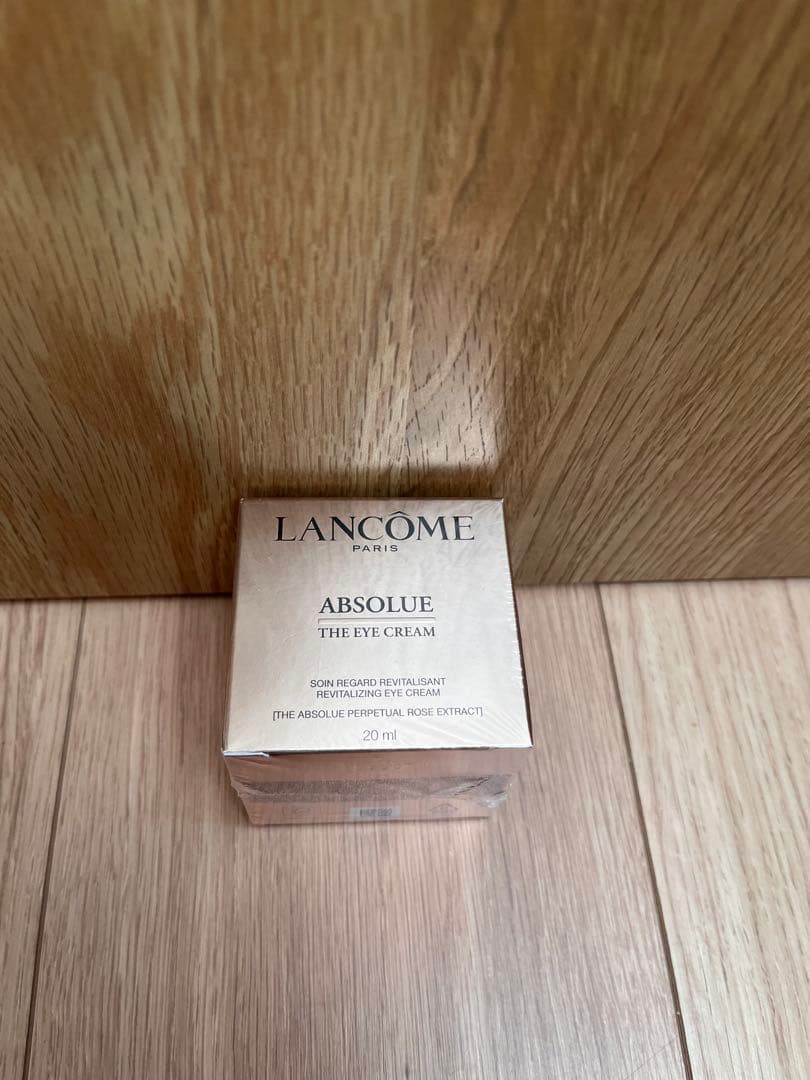 LANCÔME
PARIS
ABSOLUE
THE EYE CREAM
SOIN REGARD REVITALISANT
REVITALIZING EYE CREAM
[THE ABSOLUE PERPETUAL ROSE EXTRACT]
20 ml